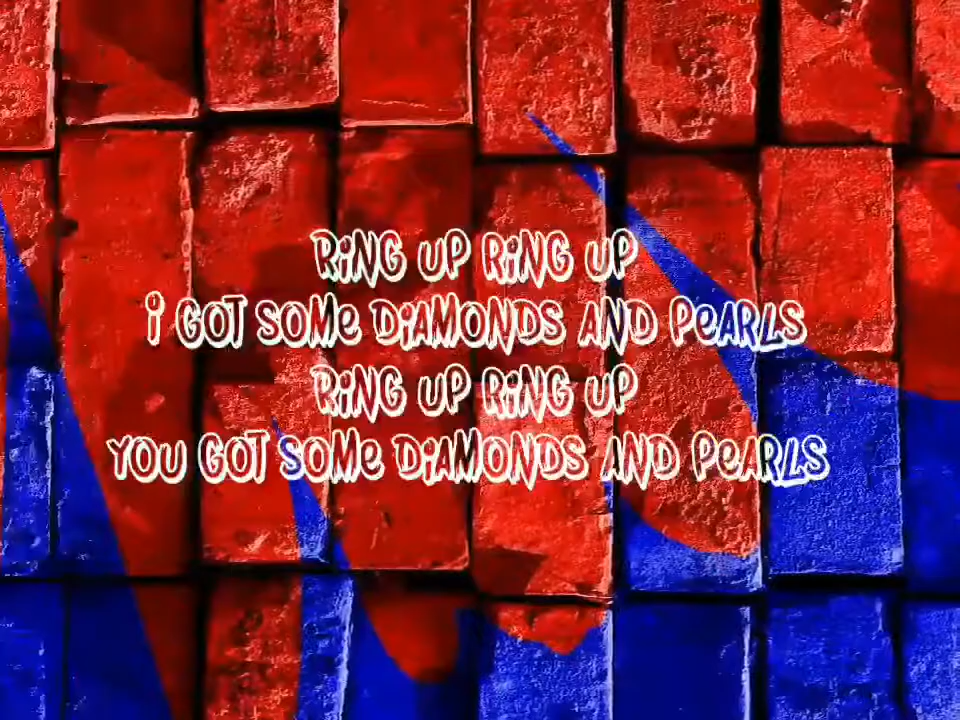 RiNG UP RiNG UP
i GOT SOMe DiAMONDS AND PeARLS
RiNG UP RiNG UP
YOU GOT SOMe DiAMONDS AND PeARLS